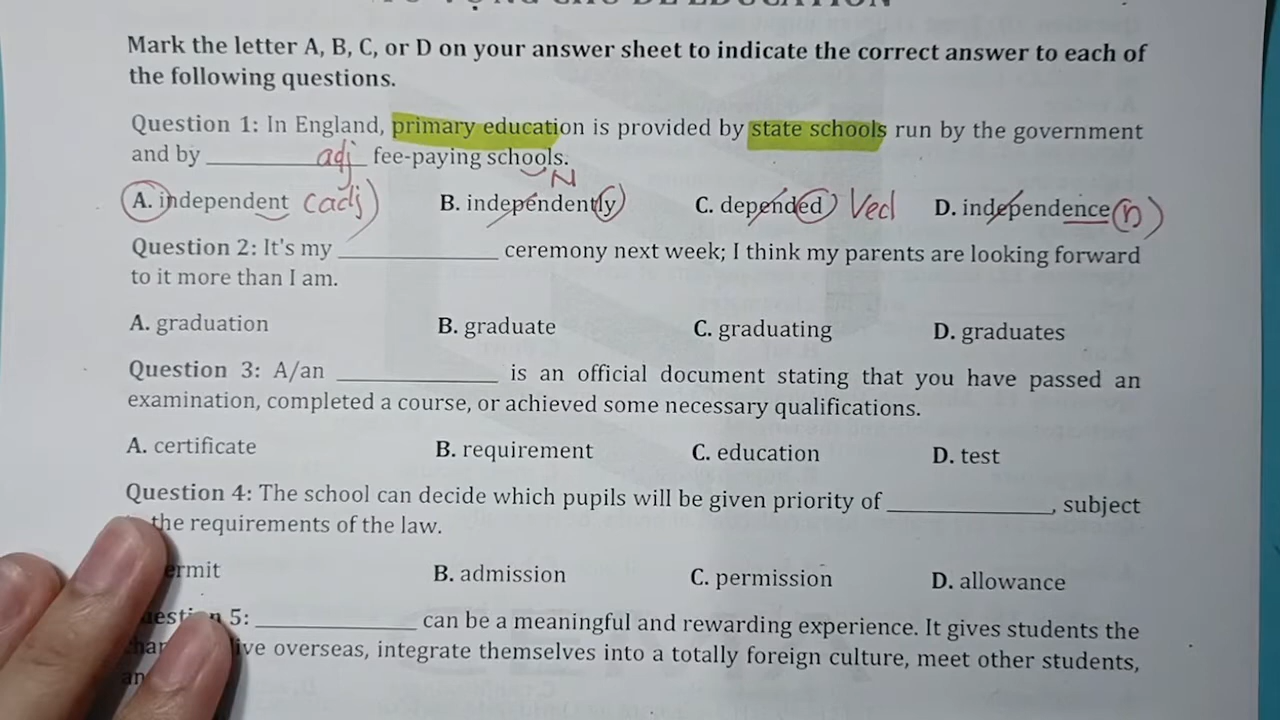 Mark the letter A, B, C, or D on your answer sheet to indicate the correct answer to each of
the following questions.
Question 1: In England, primary education is provided by state schools run by the government
and by ____________ adj fee-paying schools.
N
A. independent (adj) B. independently C. depended Ved D. independence (n)
Question 2: It's my ____________ ceremony next week; I think my parents are looking forward
to it more than I am.
A. graduation B. graduate C. graduating D. graduates
Question 3: A/an ____________ is an official document stating that you have passed an
examination, completed a course, or achieved some necessary qualifications.
A. certificate B. requirement C. education D. test
Question 4: The school can decide which pupils will be given priority of ____________, subject
the requirements of the law.
ermit B. admission C. permission D. allowance
5: ____________ can be a meaningful and rewarding experience. It gives students the
ive overseas, integrate themselves into a totally foreign culture, meet other students,
an